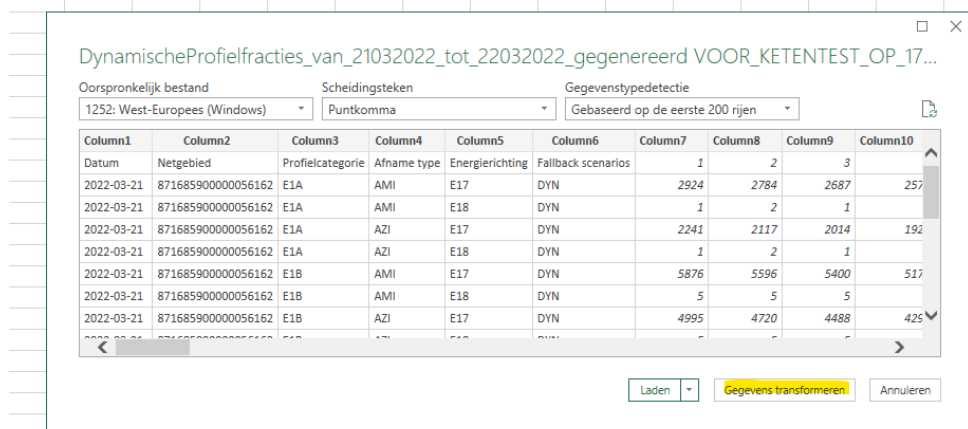 DynamischeProfielfracties_van_21032022_tot_22032022_gegenereerd VOOR_KETENTEST_OP_17...
Oorspronkelijk bestand Scheidingsteken Gegevenstypedetectie
1252: West-Europees (Windows) Puntkomma Gebaseerd op de eerste 200 rijen
Column1 Column2 Column3 Column4 Column5 Column6 Column7 Column8 Column9 Column10
Datum Netgebied Profielcategorie Afname type Energierichting Fallback scenarios 1 2 3
2022-03-21 871685900000056162 E1A AMI E17 DYN 2924 2784 2687 257
2022-03-21 871685900000056162 E1A AMI E18 DYN 1 2 1
2022-03-21 871685900000056162 E1A AZI E17 DYN 2241 2117 2014 192
2022-03-21 871685900000056162 E1A AZI E18 DYN 1 2 1
2022-03-21 871685900000056162 E1B AMI E17 DYN 5876 5596 5400 517
2022-03-21 871685900000056162 E1B AMI E18 DYN 5 5 5
2022-03-21 871685900000056162 E1B AZI E17 DYN 4995 4720 4488 429
Laden Gegevens transformeren Annuleren